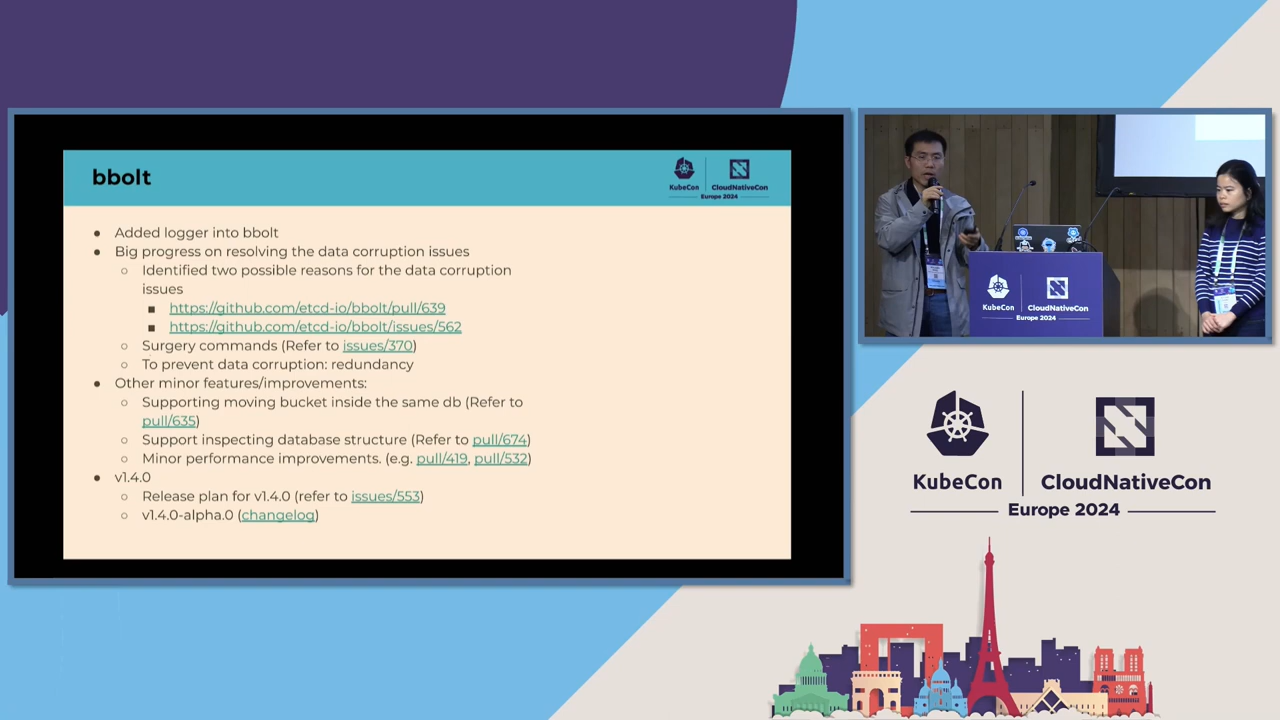 bbolt
KubeCon
CloudNativeCon
Europe 2024
● Added logger into bbolt
● Big progress on resolving the data corruption issues
○ Identified two possible reasons for the data corruption
issues
■ https://github.com/etcd-io/bbolt/pull/639
■ https://github.com/etcd-io/bbolt/issues/562
○ Surgery commands (Refer to issues/370)
○ To prevent data corruption: redundancy
● Other minor features/improvements:
○ Supporting moving bucket inside the same db (Refer to
pull/635)
○ Support inspecting database structure (Refer to pull/674)
○ Minor performance improvements. (e.g. pull/419, pull/532)
● v1.4.0
○ Release plan for v1.4.0 (refer to issues/553)
○ v1.4.0-alpha.0 (changelog)
KubeCon
CloudNativeCon
Europe 2024
KubeCon
CloudNativeCon
Europe 2024